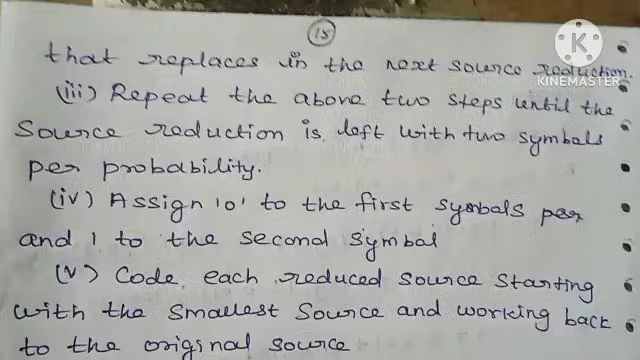 15
that replaces in the next source reduction.
K
KINEMASTER
(iii) Repeat the above two steps until the
Source reduction is left with two symbols
per probability.
(iv) Assign '0' to the first symbols per
and 1 to the second symbol
(v) Code each reduced source starting
with the smallest source and working back
to the original source